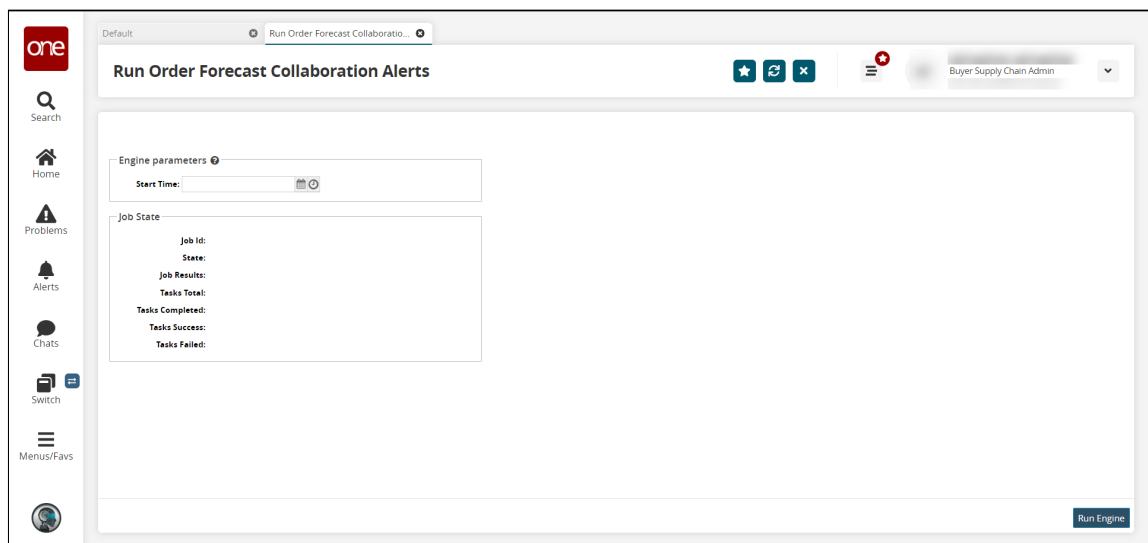 one
Search
Home
Problems
Alerts
Chats
Switch
Menus/Favs
Default
Run Order Forecast Collaboratio...
Run Order Forecast Collaboration Alerts
Buyer Supply Chain Admin
Engine parameters
Start Time:
Job State
Job Id:
State:
Job Results:
Tasks Total:
Tasks Completed:
Tasks Success:
Tasks Failed:
Run Engine